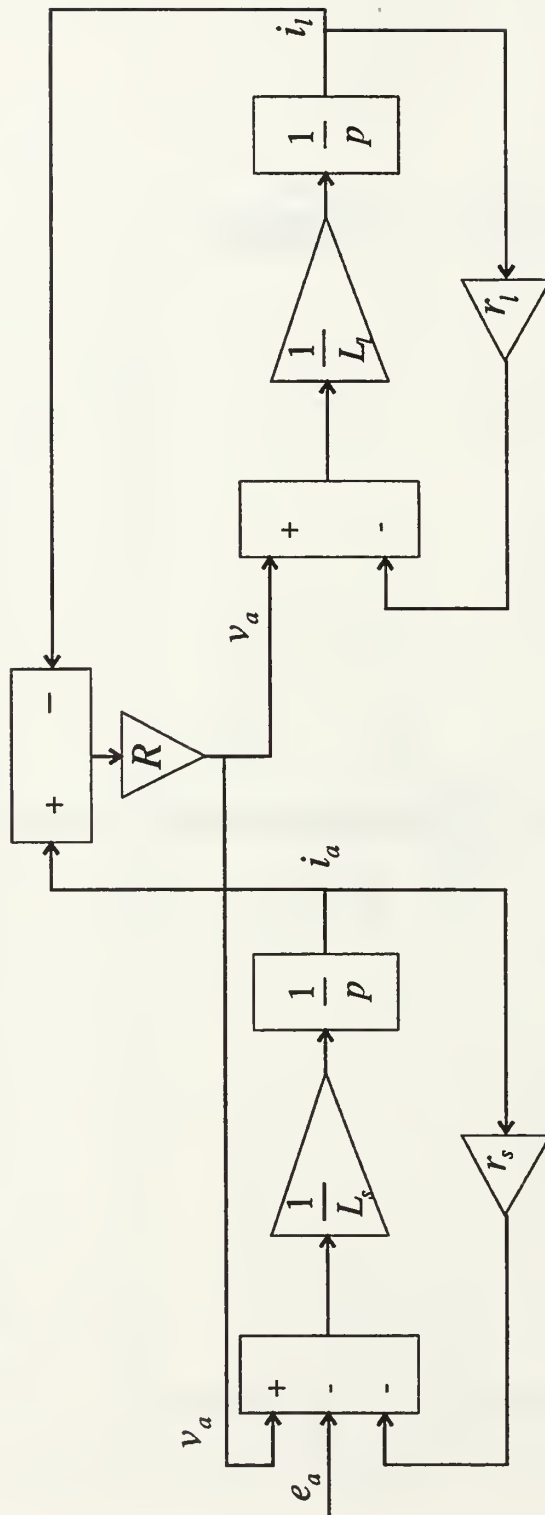 + −
R
v_a
+
-
-
e_a
1/L_s
1/p
i_a
r_s
v_a
+
-
1/L_l
1/p
i_l
r_l